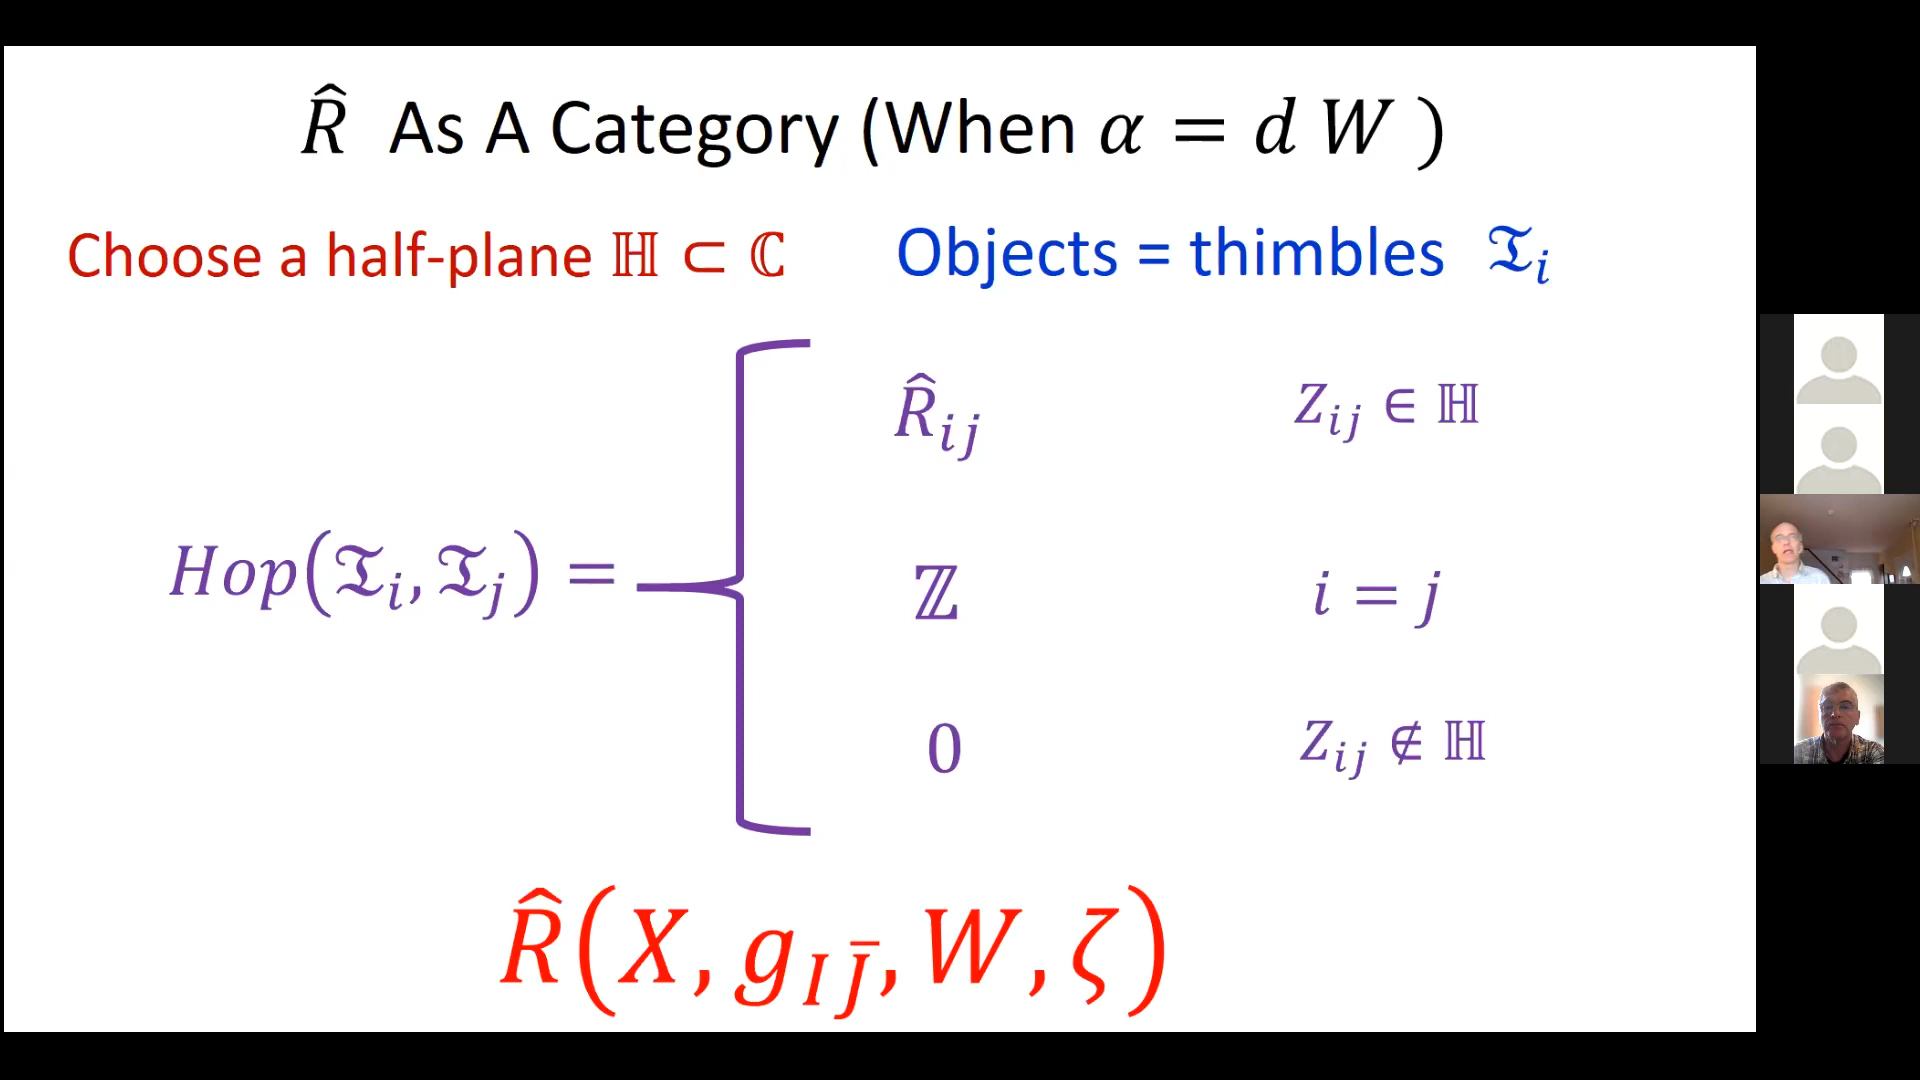 R̂ As A Category (When α = d W )
Choose a half-plane ℍ ⊂ ℂ
Objects = thimbles 𝔗ᵢ
R̂ᵢⱼ Zᵢⱼ ∈ ℍ
Hop(𝔗ᵢ, 𝔗ⱼ) = ℤ i = j
0 Zᵢⱼ ∉ ℍ
R̂(X, g_{IJ̄}, W, ζ)